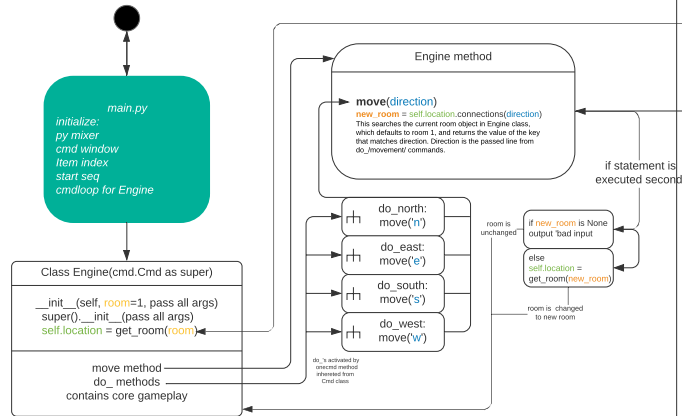 main.py
initialize:
py mixer
cmd window
Item index
start seq
cmdloop for Engine
Class Engine(cmd.Cmd as super)
__init__(self, room=1, pass all args)
super().__init__(pass all args)
self.location = get_room(room)
move method
do_ methods
contains core gameplay
Engine method
move(direction)
new_room = self.location.connections(direction)
This searches the current room object in Engine class,
which defaults to room 1, and returns the value of the key
that matches direction. Direction is the passed line from
do_/movement/ commands.
do_north:
move('n')
do_east:
move('e')
do_south:
move('s')
do_west:
move('w')
do_'s activated by
onecmd method
inhereted from
Cmd class
if statement is
executed second
room is
unchanged
if new_room is None
output 'bad input
else
self.location =
get_room(new_room)
room is changed
to new room